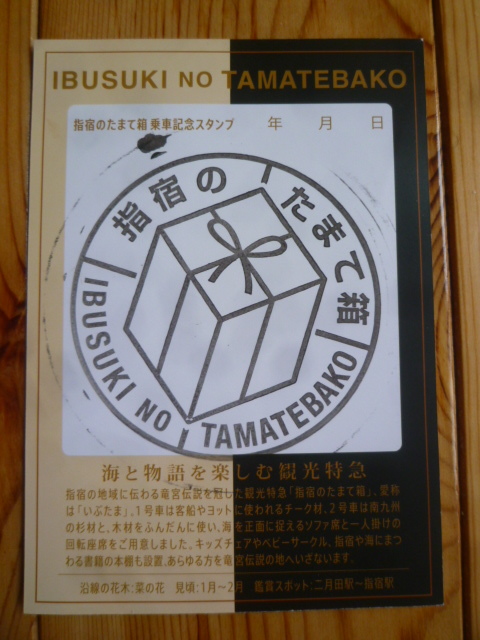 IBUSUKI NO TAMATEBAKO
指宿のたまて箱 乗車記念スタンプ 年 月 日
指宿の たまて箱
IBUSUKI NO TAMATEBAKO
海と物語を楽しむ観光特急
指宿の地域に伝わる竜宮伝説を冠した観光特急「指宿のたまて箱」、愛称
は「いぶたま」。1号車は客船やヨットに使われるチーク材、2号車は南九州
の杉材と、木材をふんだんに使い、海を正面に捉えるソファ席と一人掛けの
回転座席をご用意しました。キッズチェアやベビーサークル、指宿や海にまつ
わる書籍の本棚も設置。あらゆる方を竜宮伝説の地へいざないます。
沿線の花木:菜の花 見頃:1月〜2月 鑑賞スポット:二月田駅〜指宿駅